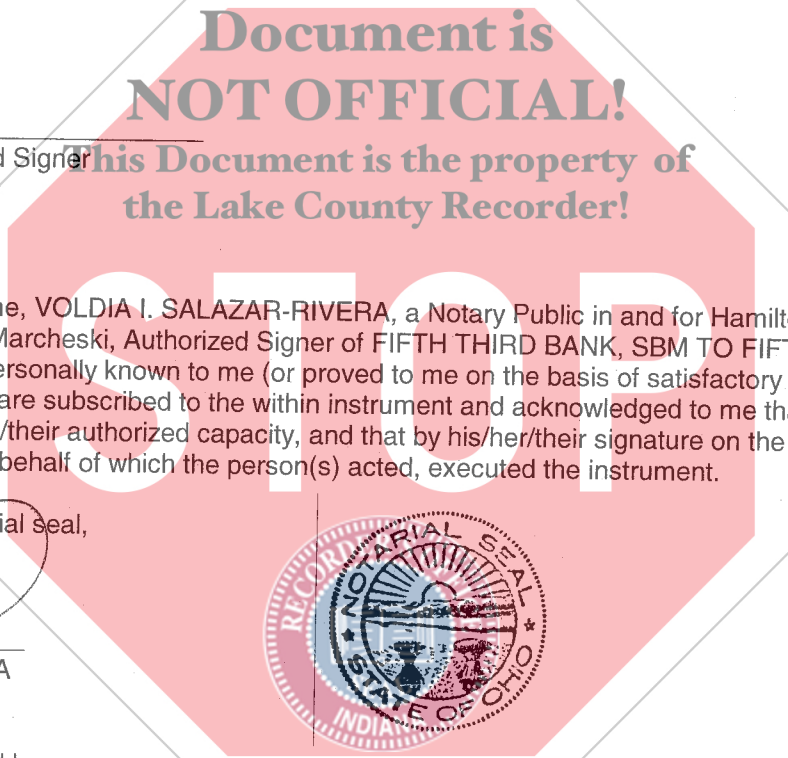 Document is
NOT OFFICIAL!
d Signer
This Document is the property of
the Lake County Recorder!
STOP
ne, VOLDIA I. SALAZAR-RIVERA, a Notary Public in and for Hamilt
Marcheski, Authorized Signer of FIFTH THIRD BANK, SBM TO FIFT
ersonally known to me (or proved to me on the basis of satisfactory
are subscribed to the within instrument and acknowledged to me tha
/their authorized capacity, and that by his/her/their signature on the
behalf of which the person(s) acted, executed the instrument.
ial seal,
NOTARIAL SEAL
STATE OF OHIO
RECORDER
INDIANA
A